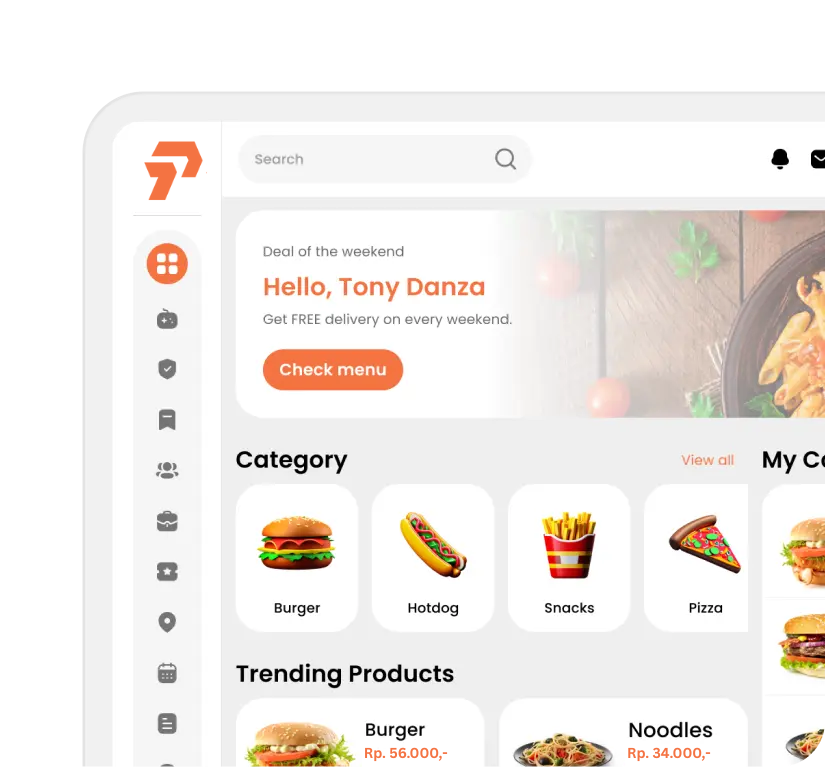 Search
Deal of the weekend
Hello, Tony Danza
Get FREE delivery on every weekend.
Check menu
Category
View all
My
Burger
Hotdog
Snacks
Pizza
Trending Products
Burger
Rp. 56.000,-
Noodles
Rp. 34.000,-